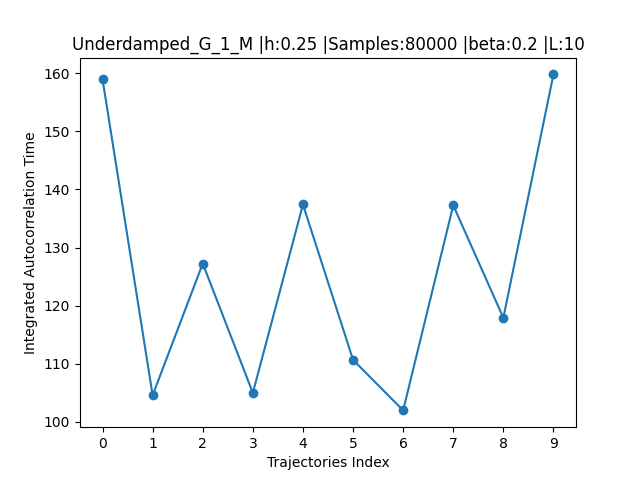 Underdamped_G_1_M |h:0.25 |Samples:80000 |beta:0.2 |L:10
160
150
140
130
120
110
100
Integrated Autocorrelation Time
0 1 2 3 4 5 6 7 8 9
Trajectories Index